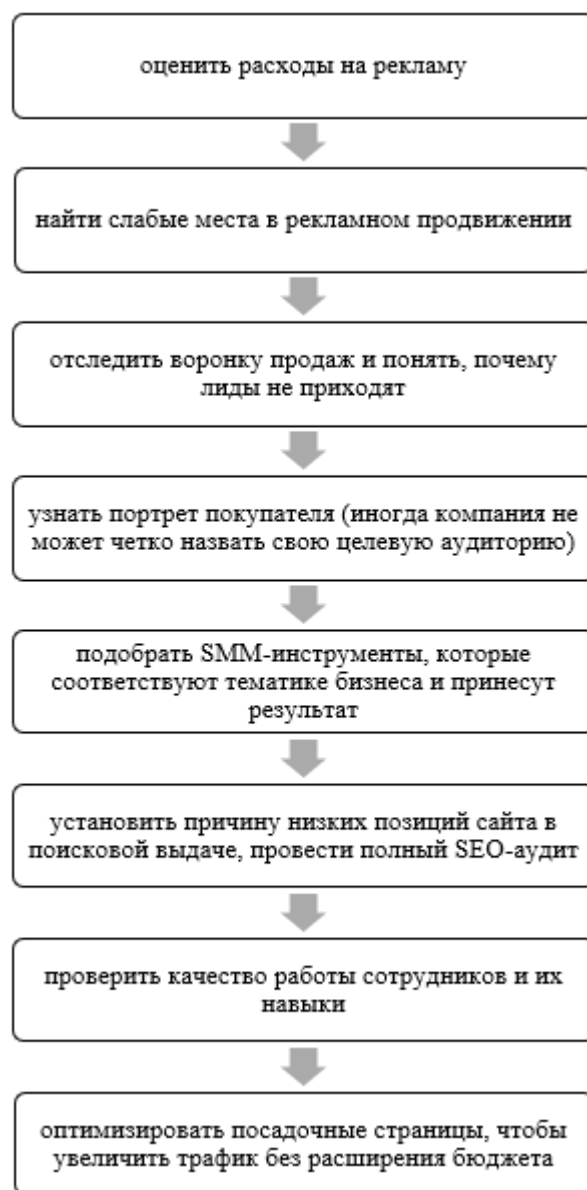 оценить расходы на рекламу
найти слабые места в рекламном продвижении
отследить воронку продаж и понять, почему
лиды не приходят
узнать портрет покупателя (иногда компания не
может четко назвать свою целевую аудиторию)
подобрать SMM-инструменты, которые
соответствуют тематике бизнеса и принесут
результат
установить причину низких позиций сайта в
поисковой выдаче, провести полный SEO-аудит
проверить качество работы сотрудников и их
навыки
оптимизировать посадочные страницы, чтобы
увеличить трафик без расширения бюджета